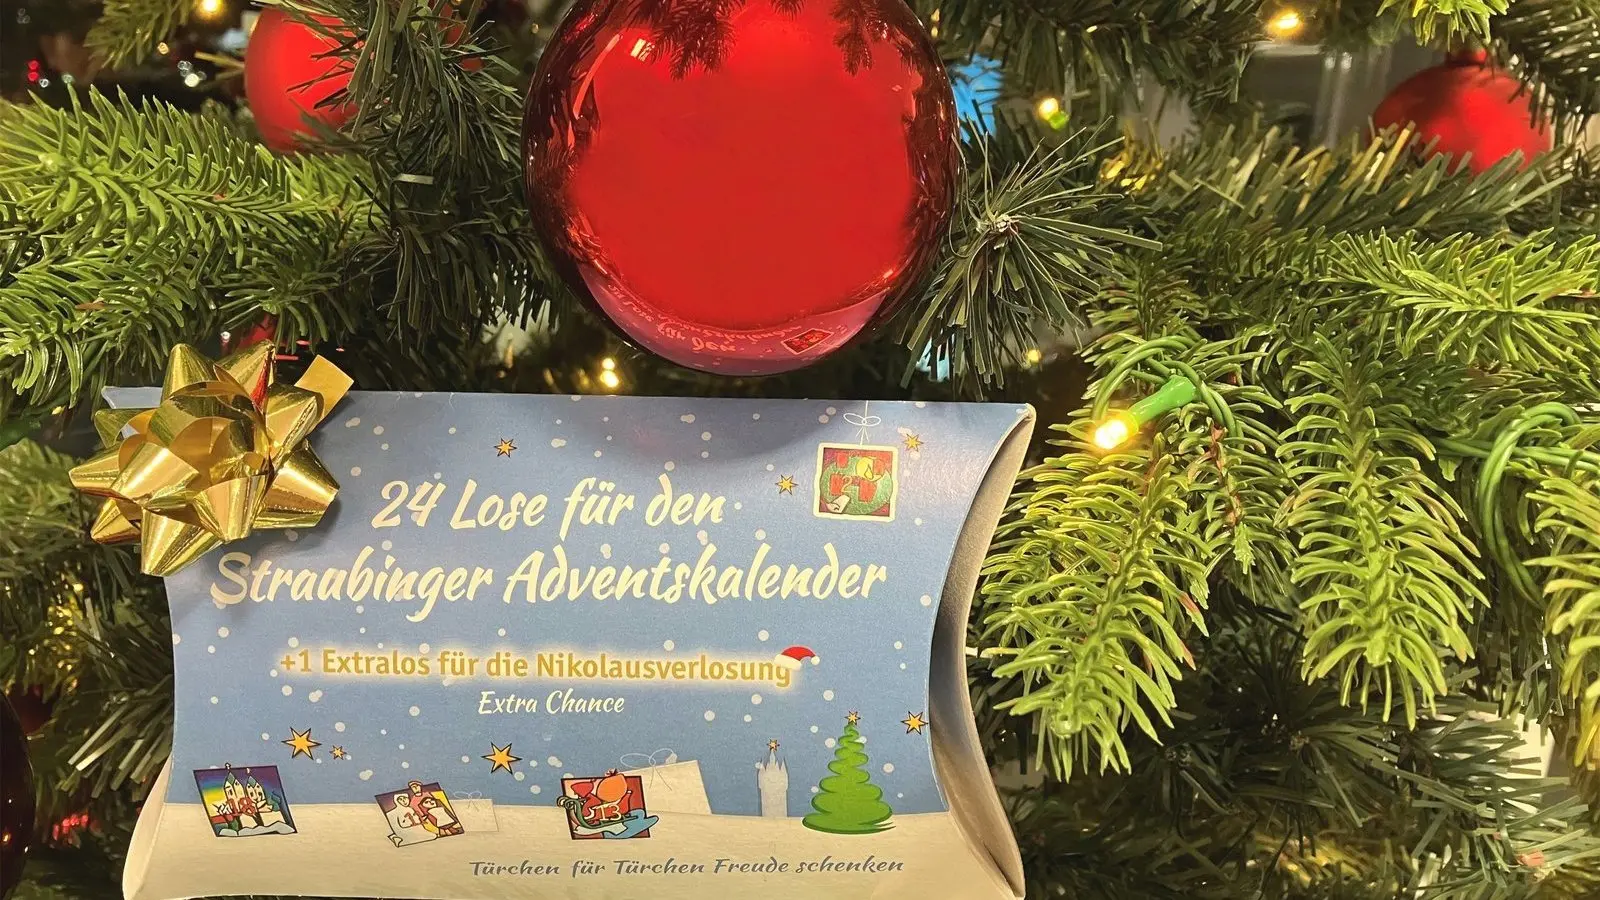 24 Lose für den
Straubinger Adventskalender
+1 Extralos für die Nikolausverlosung
Extra Chance
Türchen für Türchen Freude schenken